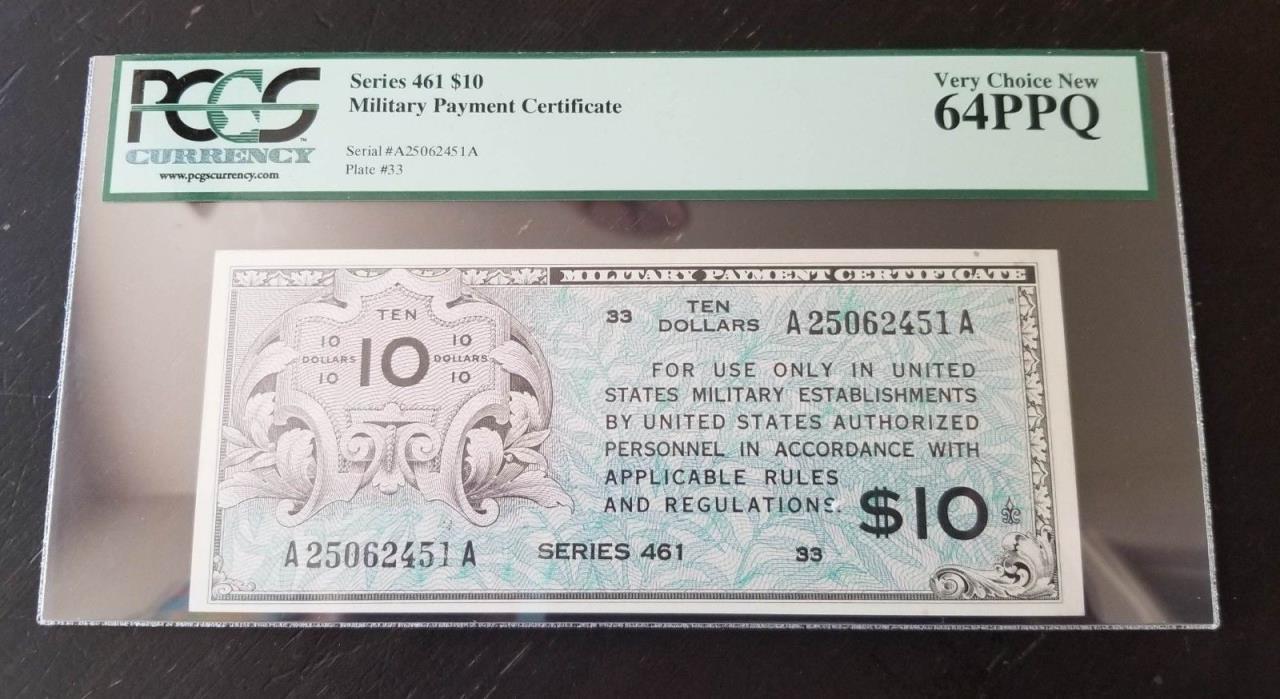 PCGS
CURRENCY
www.pcgscurrency.com
Series 461 $10
Military Payment Certificate
Serial #A25062451A
Plate #33
Very Choice New
64PPQ
MILITARY PAYMENT CERTIFICATE
TEN
10 10
DOLLARS 10 DOLLARS
10 10
33 TEN DOLLARS A25062451A
FOR USE ONLY IN UNITED
STATES MILITARY ESTABLISHMENTS
BY UNITED STATES AUTHORIZED
PERSONNEL IN ACCORDANCE WITH
APPLICABLE RULES
AND REGULATIONS.
$10
A25062451A SERIES 461 33